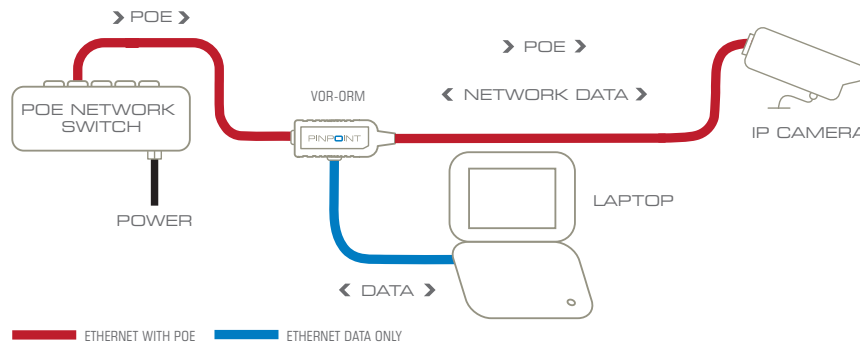 > POE >
> POE >
VOR-ORM
< NETWORK DATA >
POE NETWORK
SWITCH
PINPOINT
IP CAMERA
LAPTOP
POWER
< DATA >
ETHERNET WITH POE
ETHERNET DATA ONLY